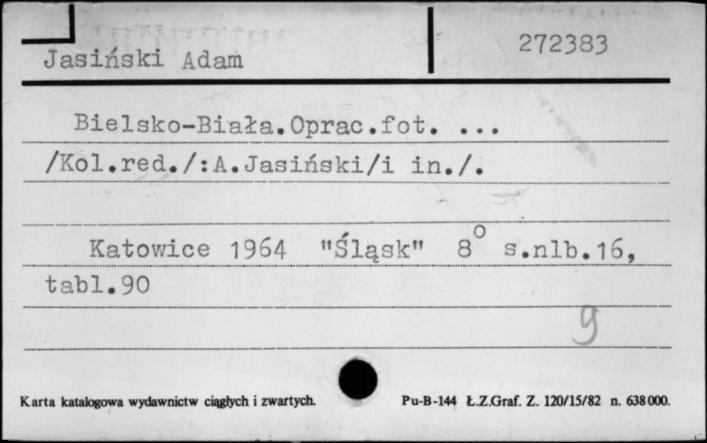 Jasiński Adam
272383
Bielsko-Biała.Oprac.fot. ...
/Kol.red./:A.Jasiński/i in./.
Katowice 1964 "Śląsk" 8° s.nlb.16,
tabl.90
9
Karta katalogowa wydawnictw ciągłych i zwartych.
Pu-B-144 Ł.Z.Graf. Z. 120/15/82 n. 638000.